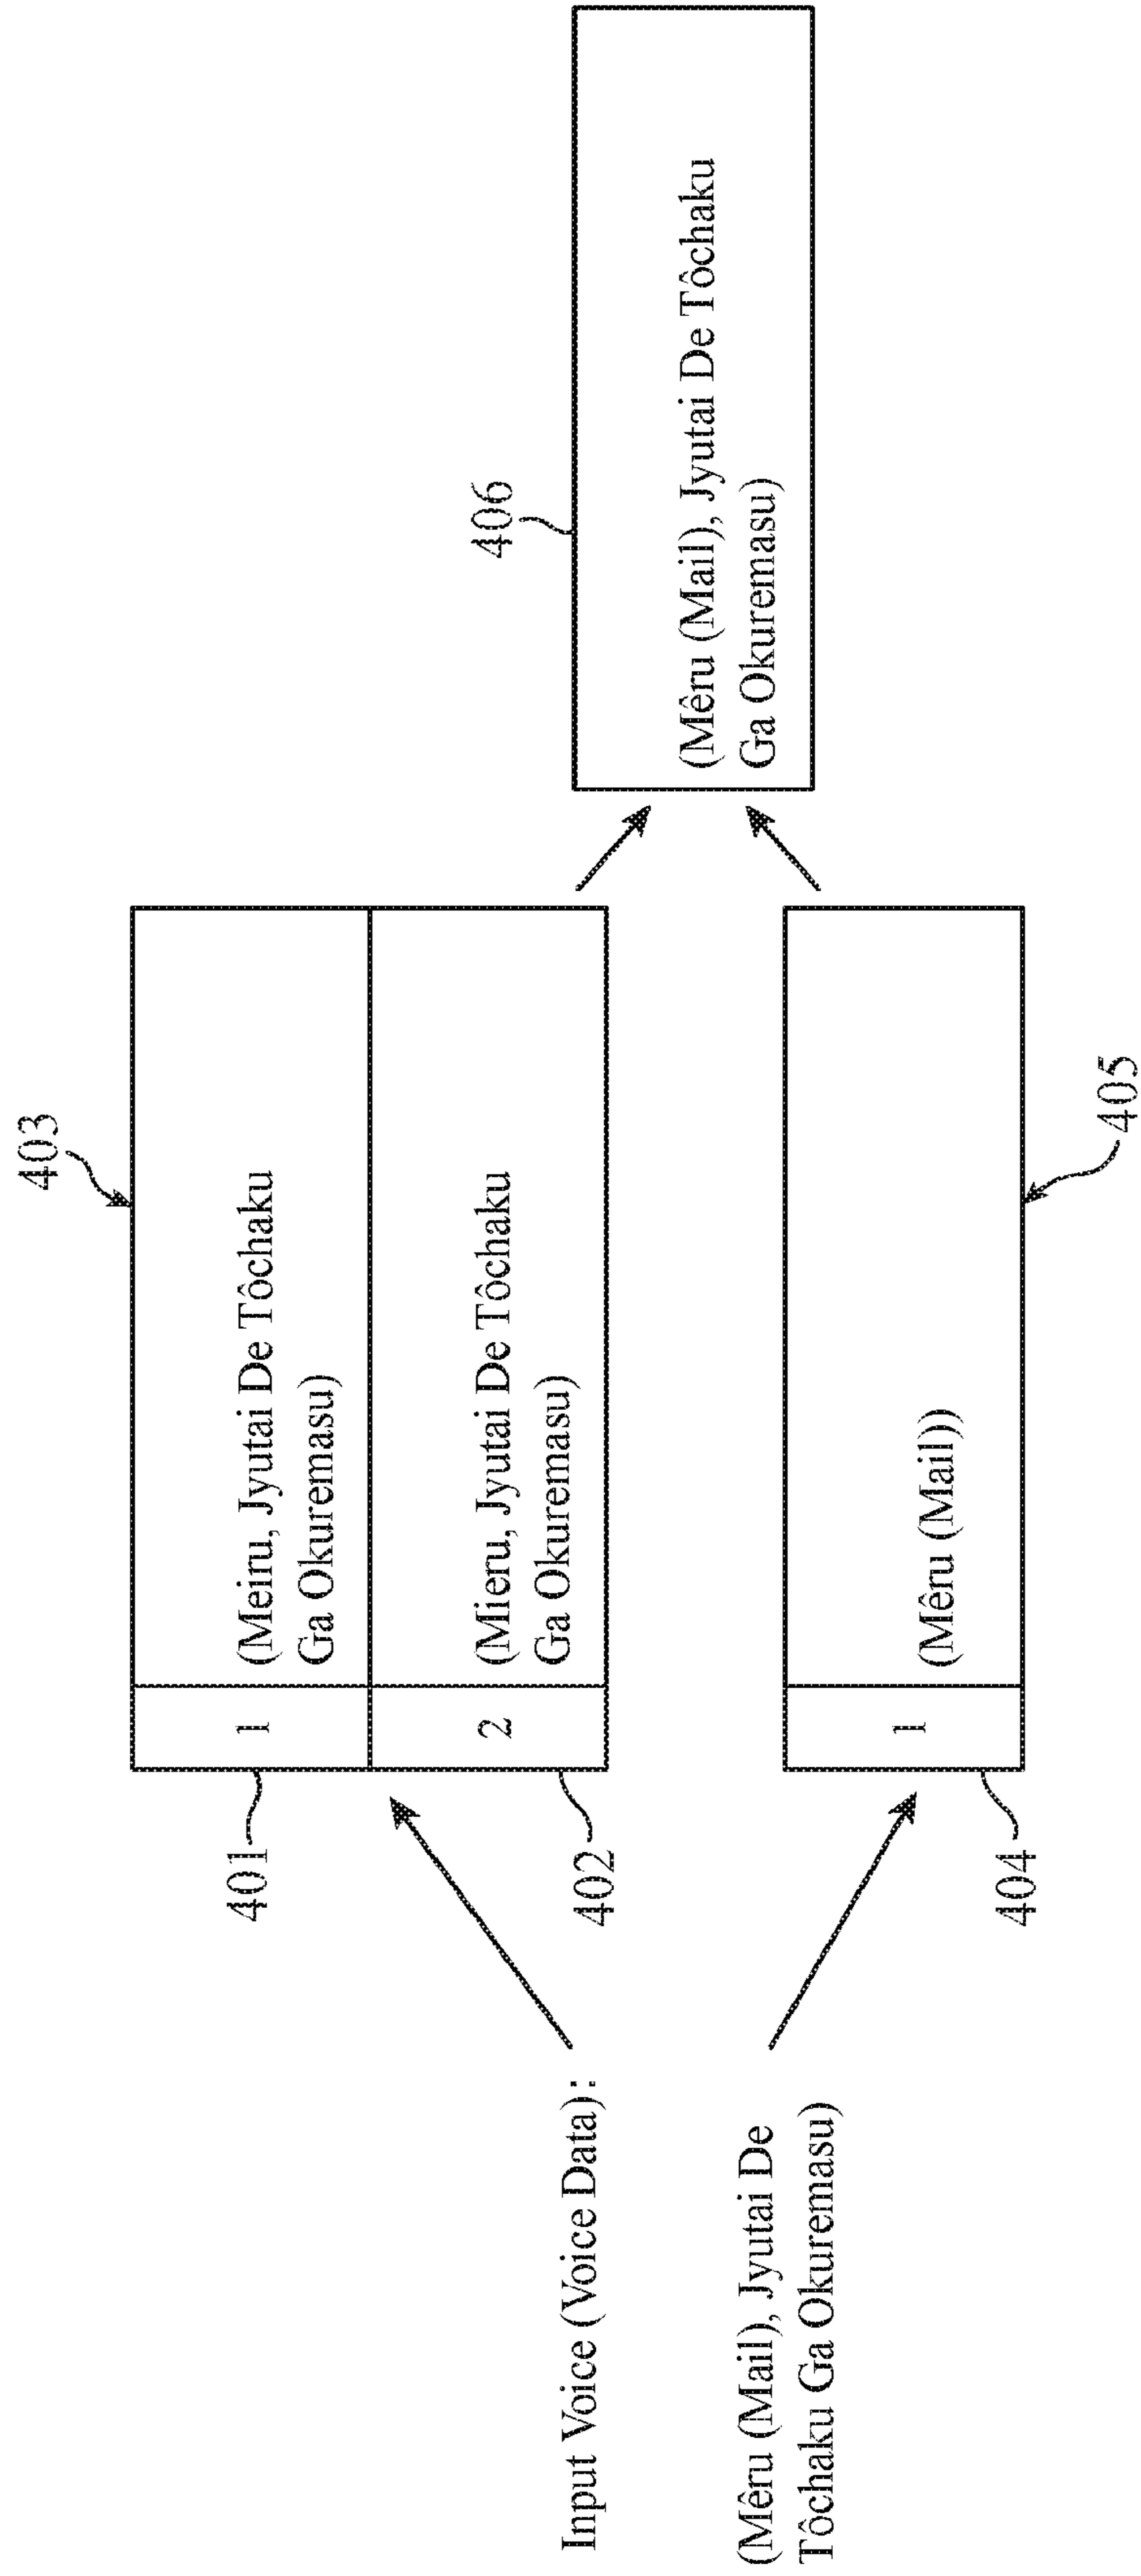 Input Voice (Voice Data):
(Mêru (Mail), Jyutai De
Tôchaku Ga Okuremasu)
403
401
1
(Meiru, Jyutai De Tôchaku
Ga Okuremasu)
402
2
(Mieru, Jyutai De Tôchaku
Ga Okuremasu)
404
1
(Mêru (Mail))
405
406
(Mêru (Mail), Jyutai De Tôchaku
Ga Okuremasu)